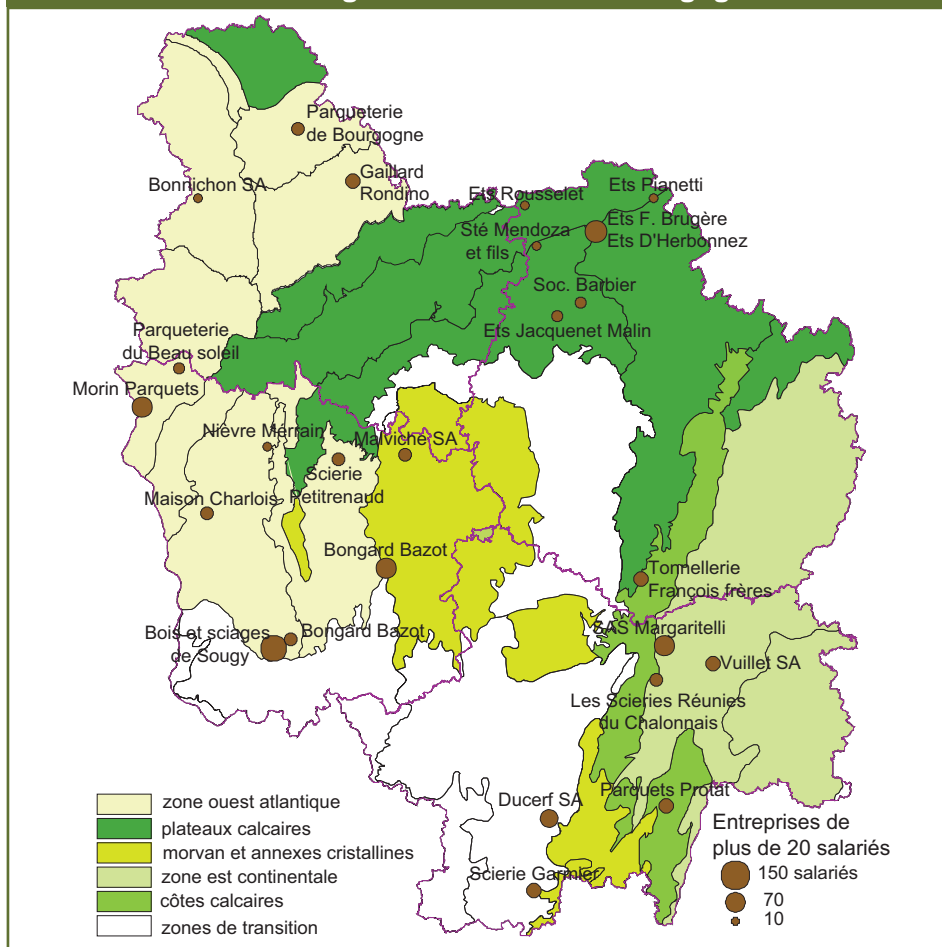 Parqueterie
de Bourgogne
Gaillard
Rondino
Bonnichon SA
Ets Rousselet
Ets Pianetti
Sté Mendoza
et fils
Ets F. Brugère
Ets D'Herbonnez
Soc. Barbier
Ets Jacquenet Malin
Parqueterie
du Beau soleil
Morin Parquets
Nièvre Merrain
Malviche SA
Scierie
Petitrenaud
Maison Charlois
Bongard Bazot
Tonnellerie
François frères
Bois et sciages
de Sougy
Bongard Bazot
SAS Margaritelli
Vuillet SA
Les Scieries Réunies
du Chalonnais
Parquets Protat
Ducerf SA
Scierie Garmier
zone ouest atlantique
plateaux calcaires
morvan et annexes cristallines
zone est continentale
côtes calcaires
zones de transition
Entreprises de
plus de 20 salariés
150 salariés
70
10